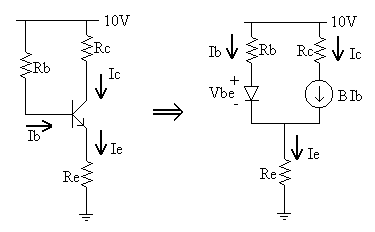 10V
10V
Rb
Rc
Ic
Ib
Ie
Re
Ib
Rb
Rc
Ic
+
Vbe
-
B Ib
Ie
Re